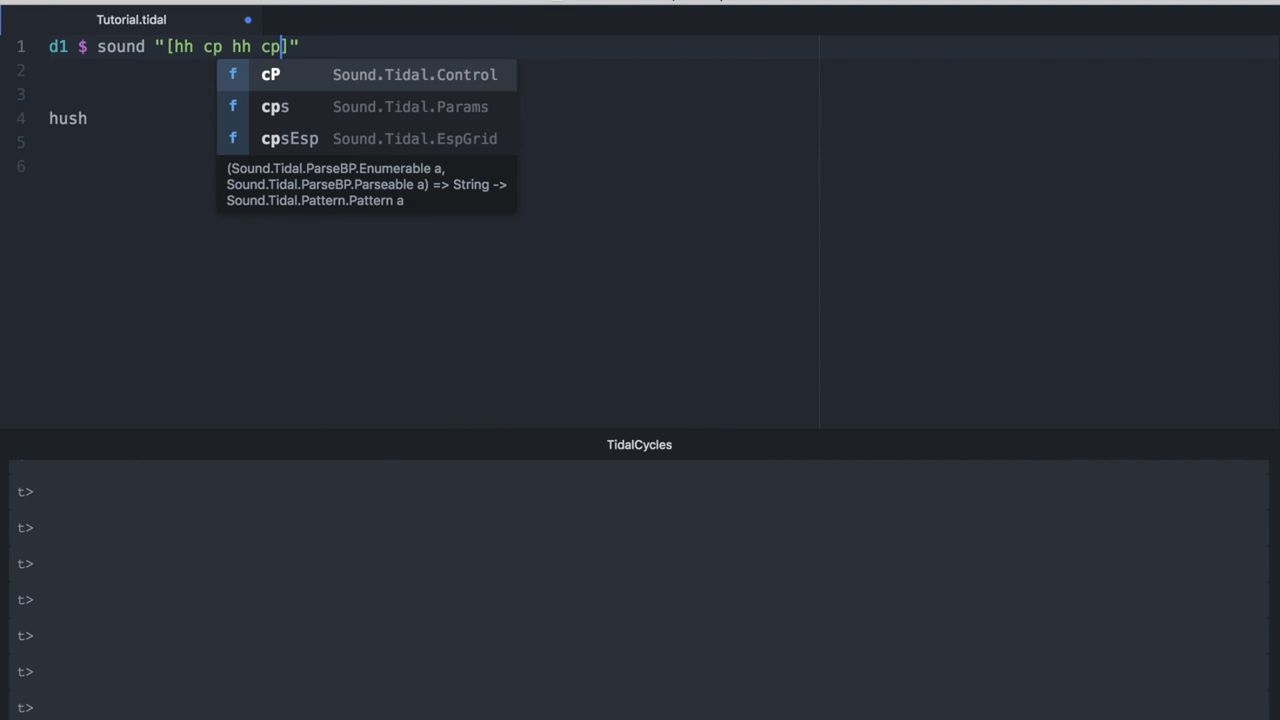 Tutorial.tidal
1 d1 $ sound "[hh cp hh cp]"
2 f cP Sound.Tidal.Control
3 f cps Sound.Tidal.Params
4 hush
5 f cpsEsp Sound.Tidal.EspGrid
6 (Sound.Tidal.ParseBP.Enumerable a,
Sound.Tidal.ParseBP.Parseable a) => String ->
Sound.Tidal.Pattern.Pattern a
TidalCycles
t>
t>
t>
t>
t>
t>
t>